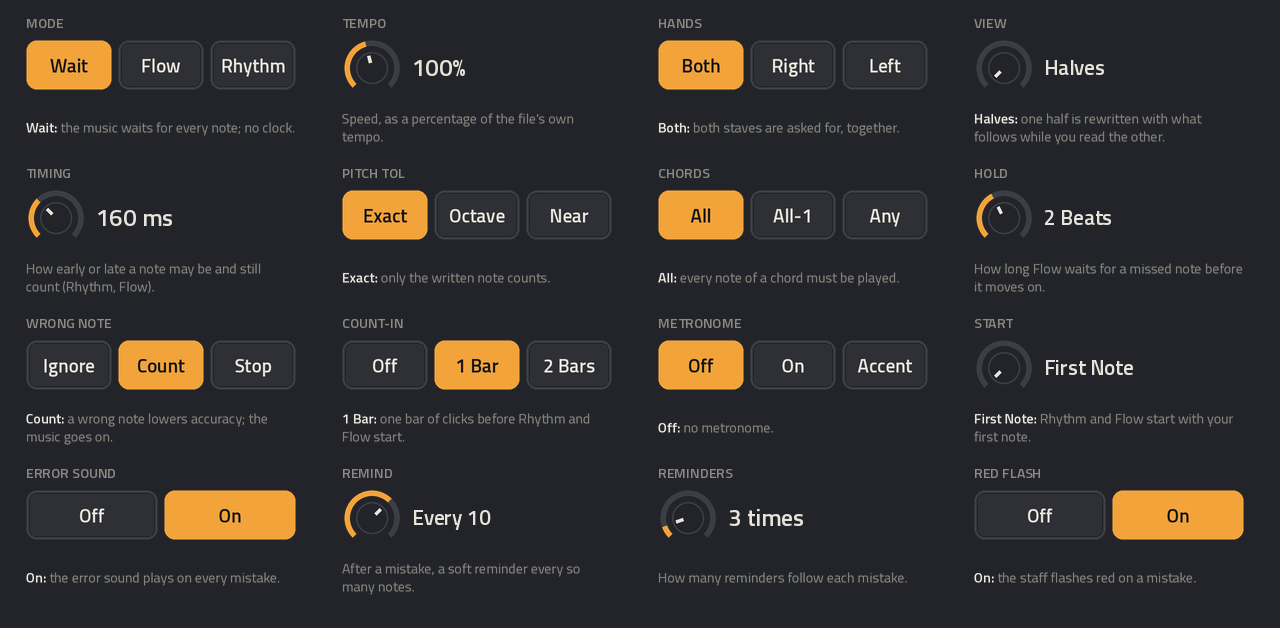 MODE
Wait
Flow
Rhythm
Wait: the music waits for every note; no clock.
TEMPO
100%
Speed, as a percentage of the file's own
tempo.
HANDS
Both
Right
Left
Both: both staves are asked for, together.
VIEW
Halves
Halves: one half is rewritten with what
follows while you read the other.
TIMING
160 ms
How early or late a note may be and still
count (Rhythm, Flow).
PITCH TOL
Exact
Octave
Near
Exact: only the written note counts.
CHORDS
All
All-1
Any
All: every note of a chord must be played.
HOLD
2 Beats
How long Flow waits for a missed note before
it moves on.
WRONG NOTE
Ignore
Count
Stop
Count: a wrong note lowers accuracy; the
music goes on.
COUNT-IN
Off
1 Bar
2 Bars
1 Bar: one bar of clicks before Rhythm and
Flow start.
METRONOME
Off
On
Accent
Off: no metronome.
START
First Note
First Note: Rhythm and Flow start with your
first note.
ERROR SOUND
Off
On
On: the error sound plays on every mistake.
REMIND
Every 10
After a mistake, a soft reminder every so
many notes.
REMINDERS
3 times
How many reminders follow each mistake.
RED FLASH
Off
On
On: the staff flashes red on a mistake.